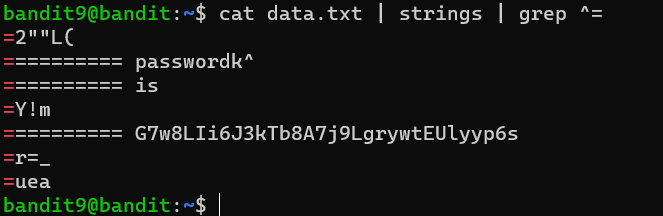 bandit9@bandit:~$ cat data.txt | strings | grep ^=
=2""L(
========== passwordk^
========== is
=Y!m
========== G7w8LIi6J3kTb8A7j9LgrywtEUlyyp6s
=r=_
=uea
bandit9@bandit:~$